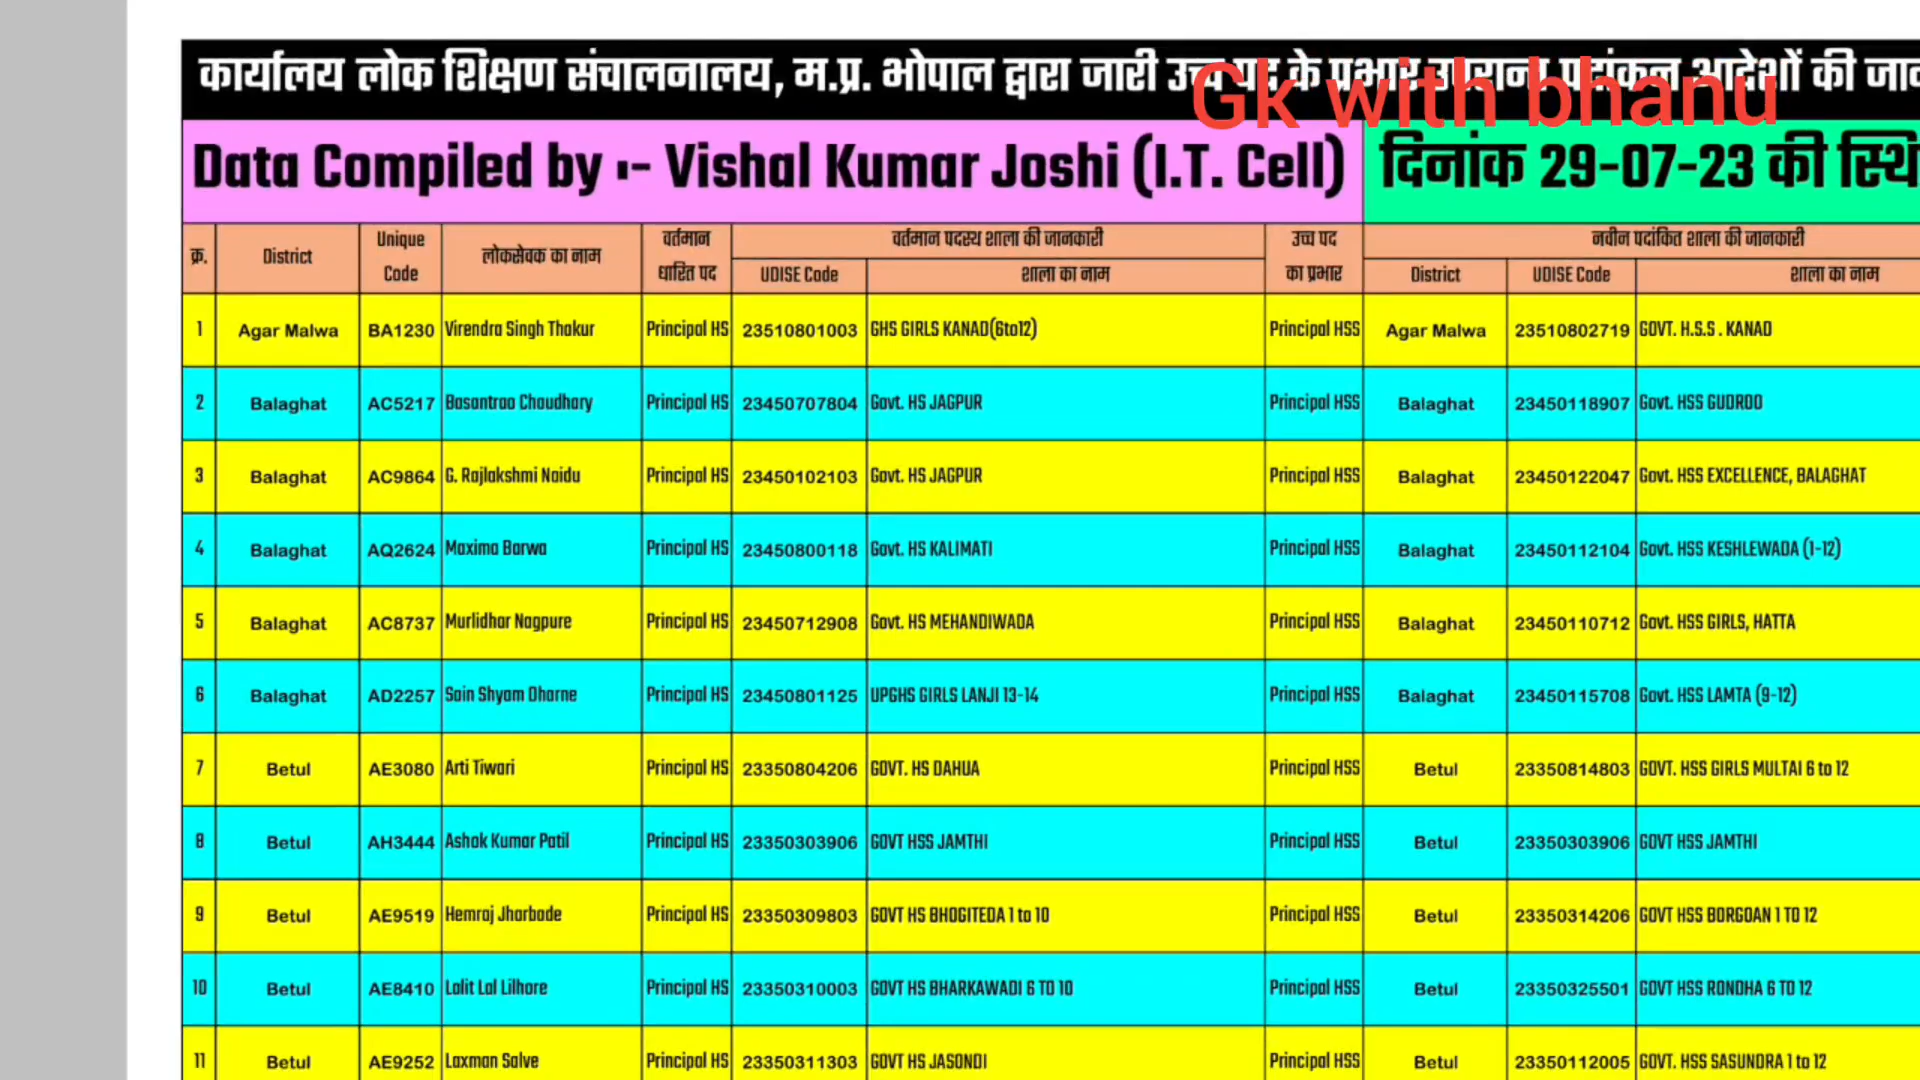 कार्यालय लोक शिक्षण संचालनालय, म.प्र. भोपाल द्वारा जारी उच्च पद के प्रभार उपरान्त पदांकन आदेशों की
Gk with bhanu
Data Compiled by :- Vishal Kumar Joshi (I.T. Cell) दिनांक 29-07-23 की
क्र. District Unique Code लोकसेवक का नाम वर्तमान धारित पद वर्तमान पदस्थ शाला की जानकारी उच्च पद का प्रभार नवीन पदांकित शाला की जानकारी
UDISE Code शाला का नाम District UDISE Code शाला का नाम
1 Agar Malwa BA1230 Virendra Singh Thakur Principal HS 23510801003 GHS GIRLS KANAD(6to12) Principal HSS Agar Malwa 23510802719 GOVT. H.S.S . KANAD
2 Balaghat AC5217 Basantrao Choudhary Principal HS 23450707804 Govt. HS JAGPUR Principal HSS Balaghat 23450118907 Govt. HSS GUDROO
3 Balaghat AC9864 G. Rajlakshmi Naidu Principal HS 23450102103 Govt. HS JAGPUR Principal HSS Balaghat 23450122047 Govt. HSS EXCELLENCE, BALAGHAT
4 Balaghat AQ2624 Maxima Barwa Principal HS 23450800118 Govt. HS KALIMATI Principal HSS Balaghat 23450112104 Govt. HSS KESHLEWADA (1-12)
5 Balaghat AC8737 Murlidhar Nagpure Principal HS 23450712908 Govt. HS MEHANDIWADA Principal HSS Balaghat 23450110712 Govt. HSS GIRLS, HATTA
6 Balaghat AD2257 Sain Shyam Dharne Principal HS 23450801125 UPGHS GIRLS LANJI 13-14 Principal HSS Balaghat 23450115708 Govt. HSS LAMTA (9-12)
7 Betul AE3080 Arti Tiwari Principal HS 23350804206 GOVT. HS DAHUA Principal HSS Betul 23350814803 GOVT. HSS GIRLS MULTAI 6 to 12
8 Betul AH3444 Ashok Kumar Patil Principal HS 23350303906 GOVT HSS JAMTHI Principal HSS Betul 23350303906 GOVT HSS JAMTHI
9 Betul AE9519 Hemraj Jharbade Principal HS 23350309803 GOVT HS BHOGITEDA 1 to 10 Principal HSS Betul 23350314206 GOVT HSS BORGOAN 1 TO 12
10 Betul AE8410 Lalit Lal Lilhore Principal HS 23350310003 GOVT HS BHARKAWADI 6 TO 10 Principal HSS Betul 23350325501 GOVT HSS RONDHA 6 TO 12
11 Betul AE9252 Laxman Salve Principal HS 23350311303 GOVT HS JASONDI Principal HSS Betul 23350112005 GOVT. HSS SASUNDRA 1 to 12